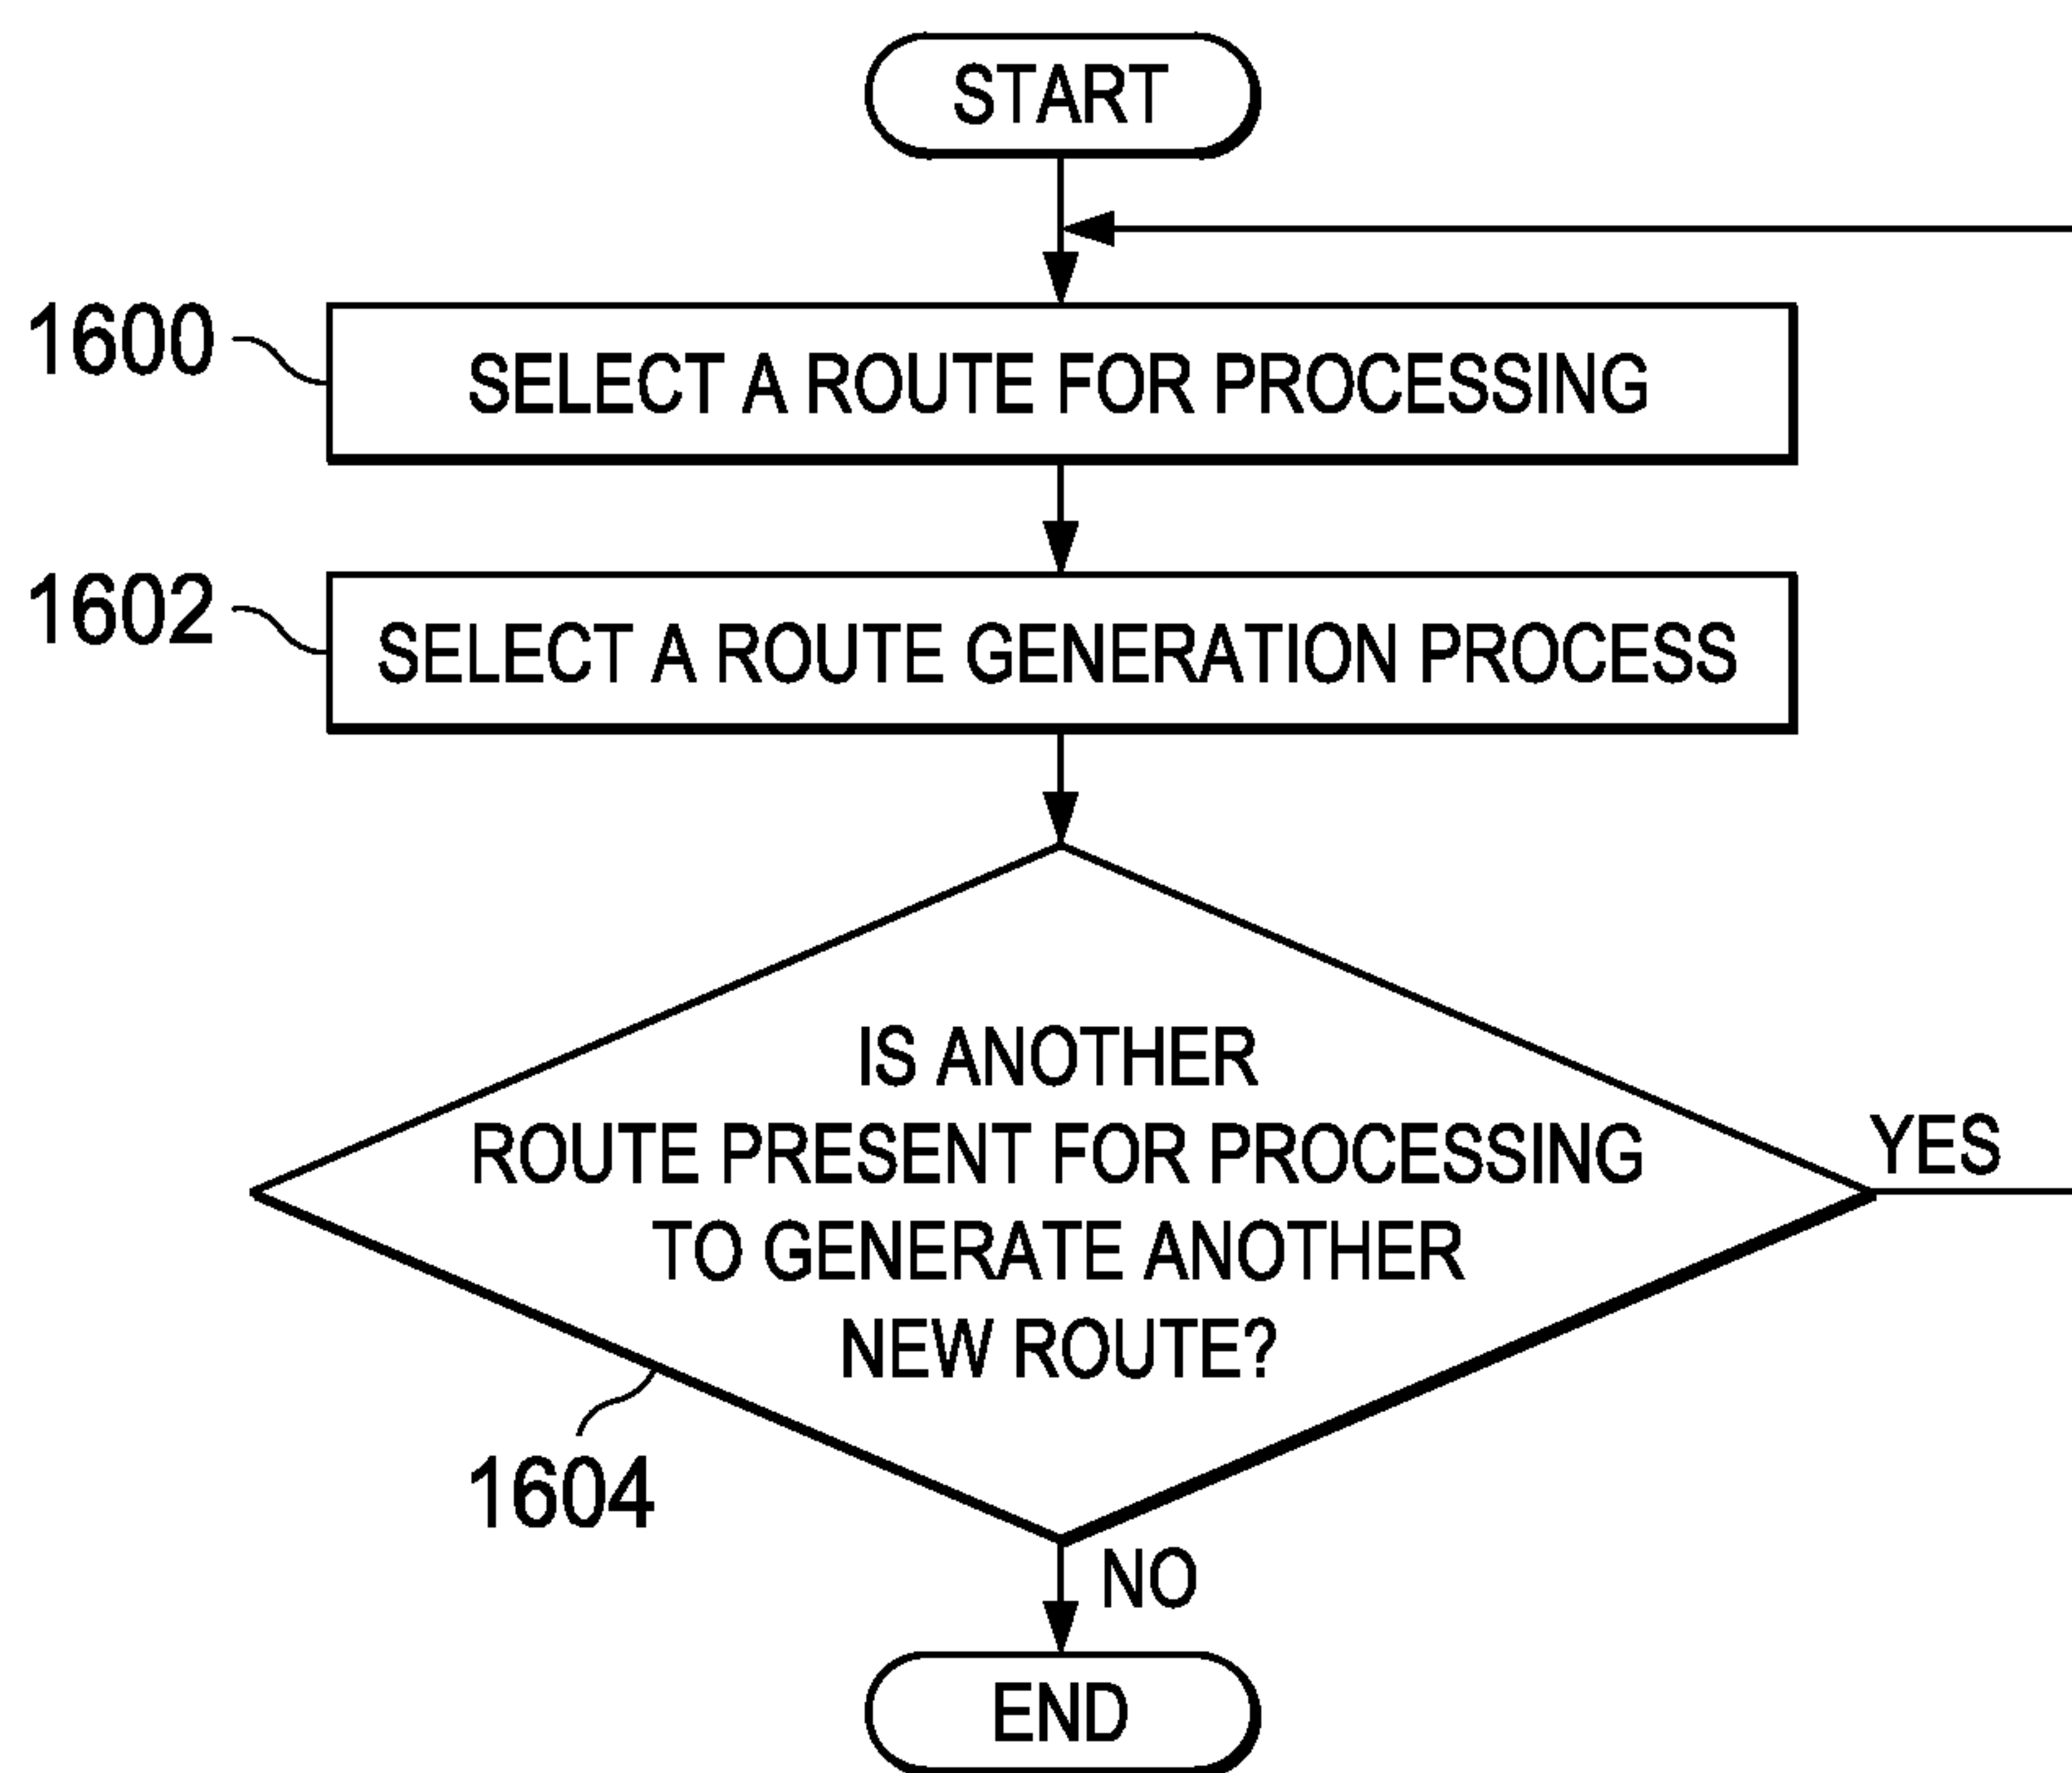 START
1600
SELECT A ROUTE FOR PROCESSING
1602
SELECT A ROUTE GENERATION PROCESS
IS ANOTHER
ROUTE PRESENT FOR PROCESSING
TO GENERATE ANOTHER
NEW ROUTE?
YES
1604
NO
END